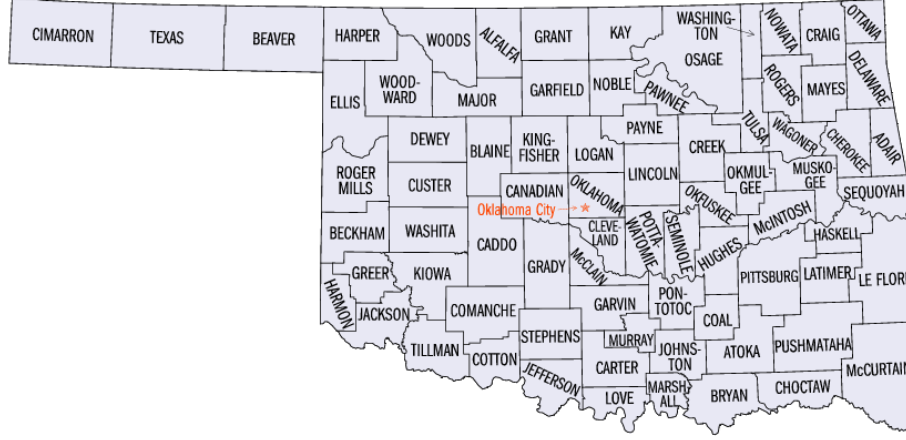 CIMARRON
TEXAS
BEAVER
HARPER
WOODS
ALFALFA
GRANT
KAY
WASHING-
TON
OSAGE
NOWATA
CRAIG
OTTAWA
ELLIS
WOOD-
WARD
MAJOR
GARFIELD
NOBLE
PAWNEE
ROGERS
MAYES
DELAWARE
DEWEY
BLAINE
KING-
FISHER
LOGAN
PAYNE
CREEK
TULSA
WAGONER
CHEROKEE
ADAIR
ROGER
MILLS
CUSTER
CANADIAN
OKLAHOMA
LINCOLN
OKFUSKEE
OKMUL-
GEE
MUSKO-
GEE
SEQUOYAH
Oklahoma City
BECKHAM
WASHITA
CADDO
GRADY
CLEVE-
LAND
McCLAIN
POTTA-
WATOMIE
SEMINOLE
HUGHES
McINTOSH
HASKELL
HARMON
GREER
KIOWA
JACKSON
COMANCHE
GARVIN
PON-
TOTOC
PITTSBURG
LATIMER
LE FLOR
COAL
TILLMAN
COTTON
STEPHENS
MURRAY
CARTER
JOHNS-
TON
ATOKA
PUSHMATAHA
McCURTAIN
JEFFERSON
LOVE
MARSH-
ALL
BRYAN
CHOCTAW